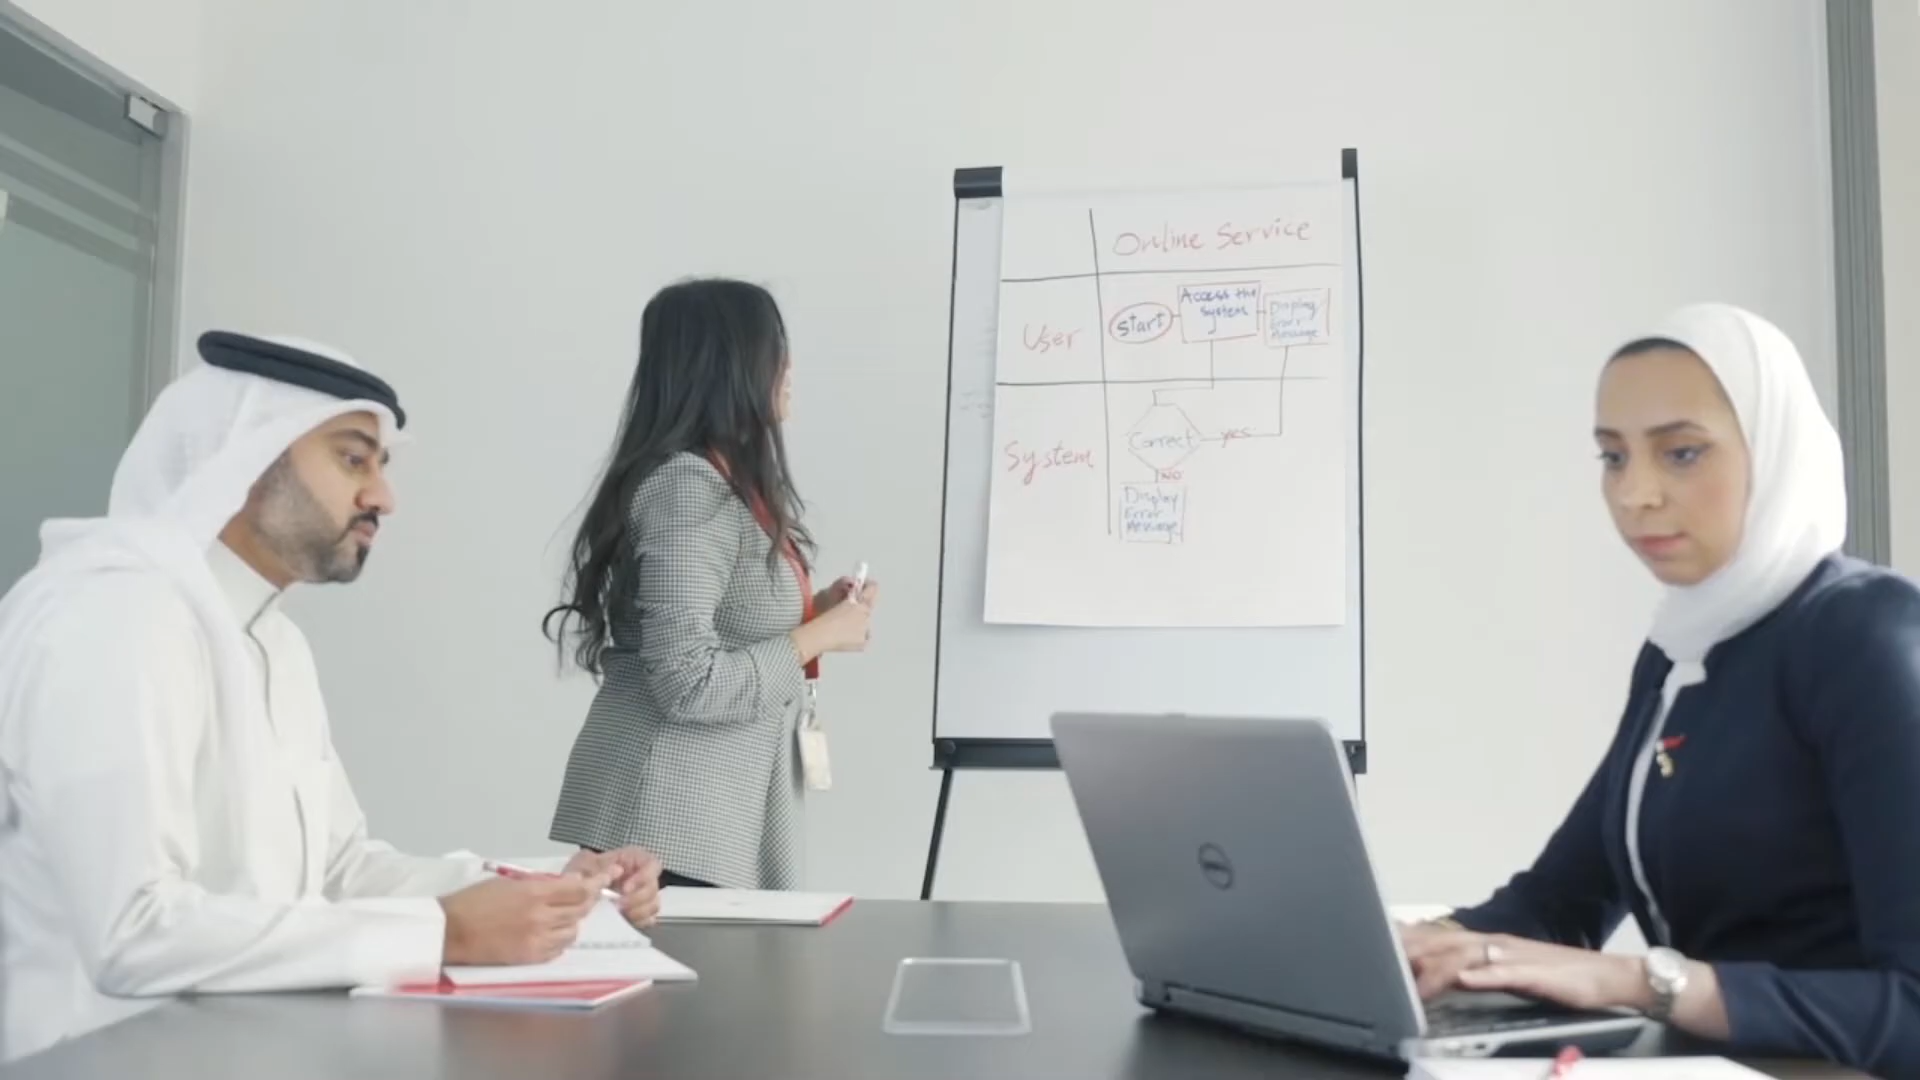 Online Service
User
Start
Access the
System
Display
Error
Message
System
Correct
yes
NO
Display
Error
Message
DELL